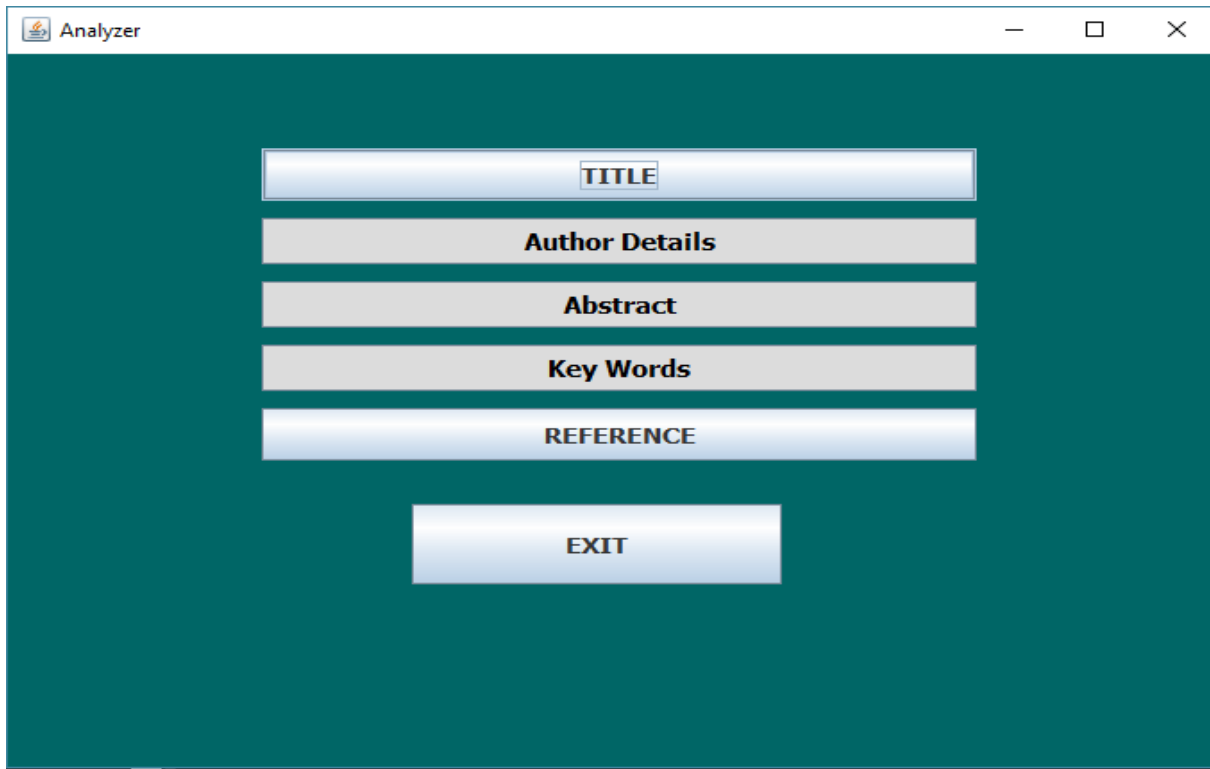 Analyzer
TITLE
Author Details
Abstract
Key Words
REFERENCE
EXIT